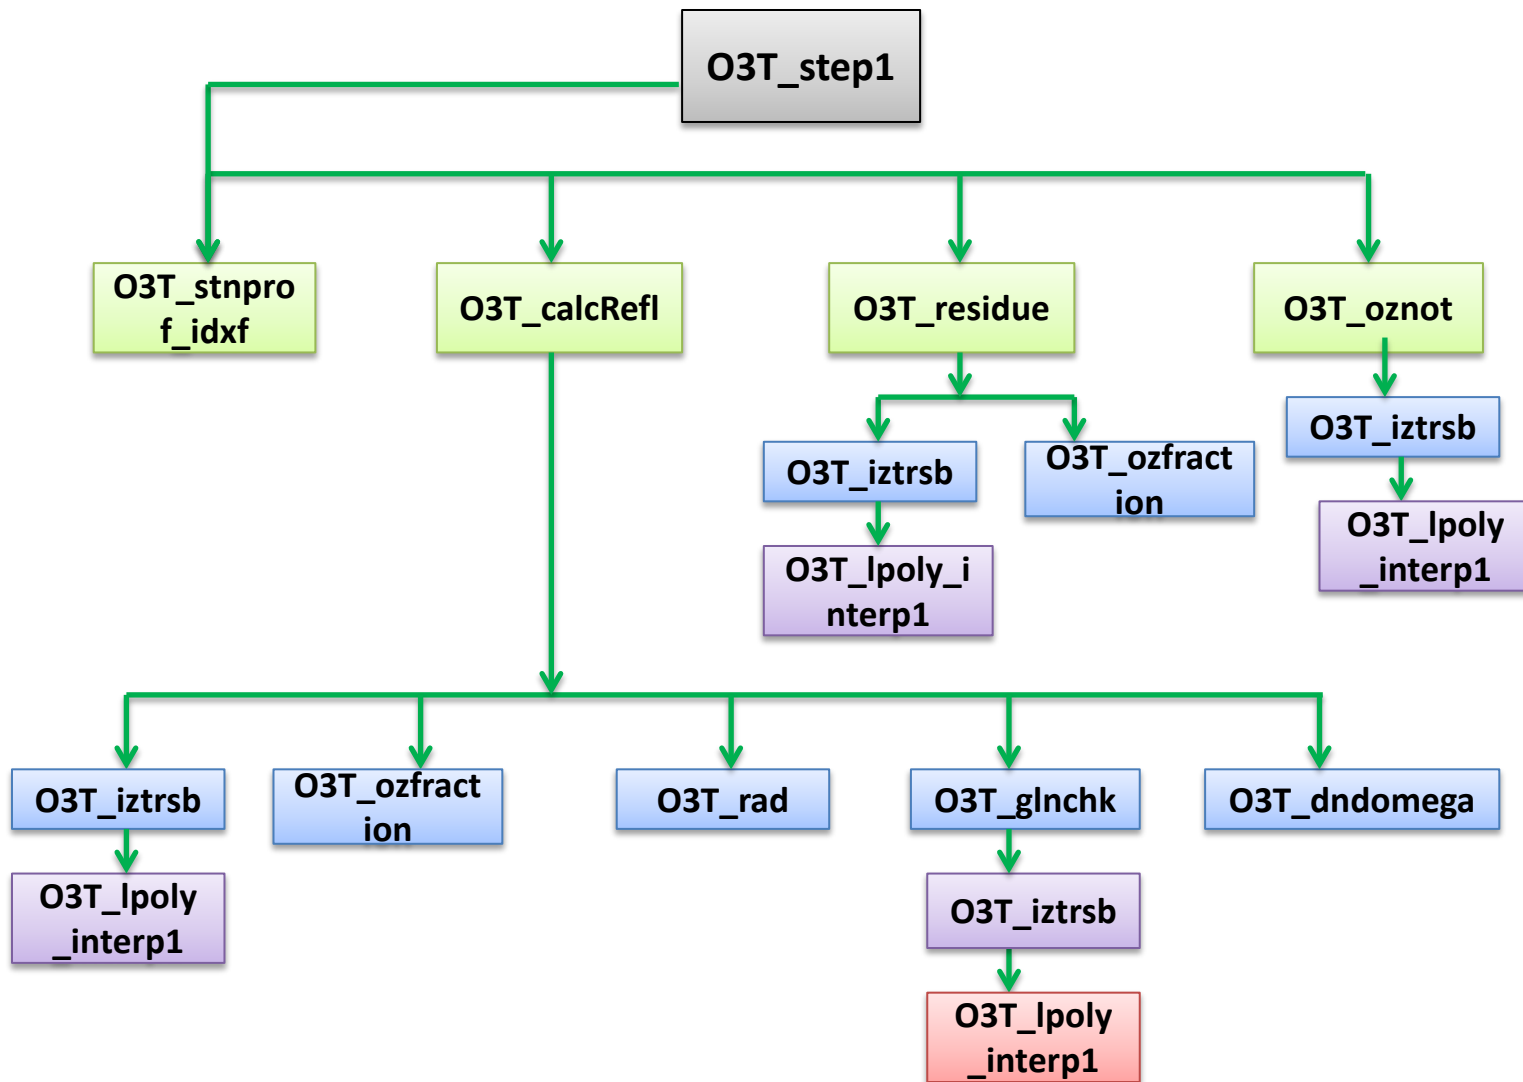 O3T_step1
O3T_stnpro
f_idxf
O3T_calcRefl
O3T_residue
O3T_oznot
O3T_iztrsb
O3T_ozfract
ion
O3T_iztrsb
O3T_lpoly_i
nterp1
O3T_lpoly
_interp1
O3T_iztrsb
O3T_ozfract
ion
O3T_rad
O3T_glnchk
O3T_dndomega
O3T_lpoly
_interp1
O3T_iztrsb
O3T_lpoly
_interp1